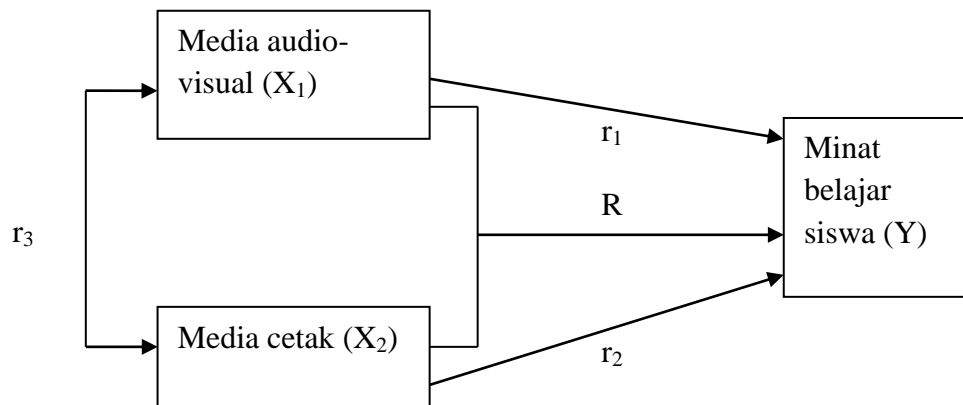 Media audio-
visual (X₁)
r₁
Minat
belajar
siswa (Y)
R
r₃
Media cetak (X₂)
r₂